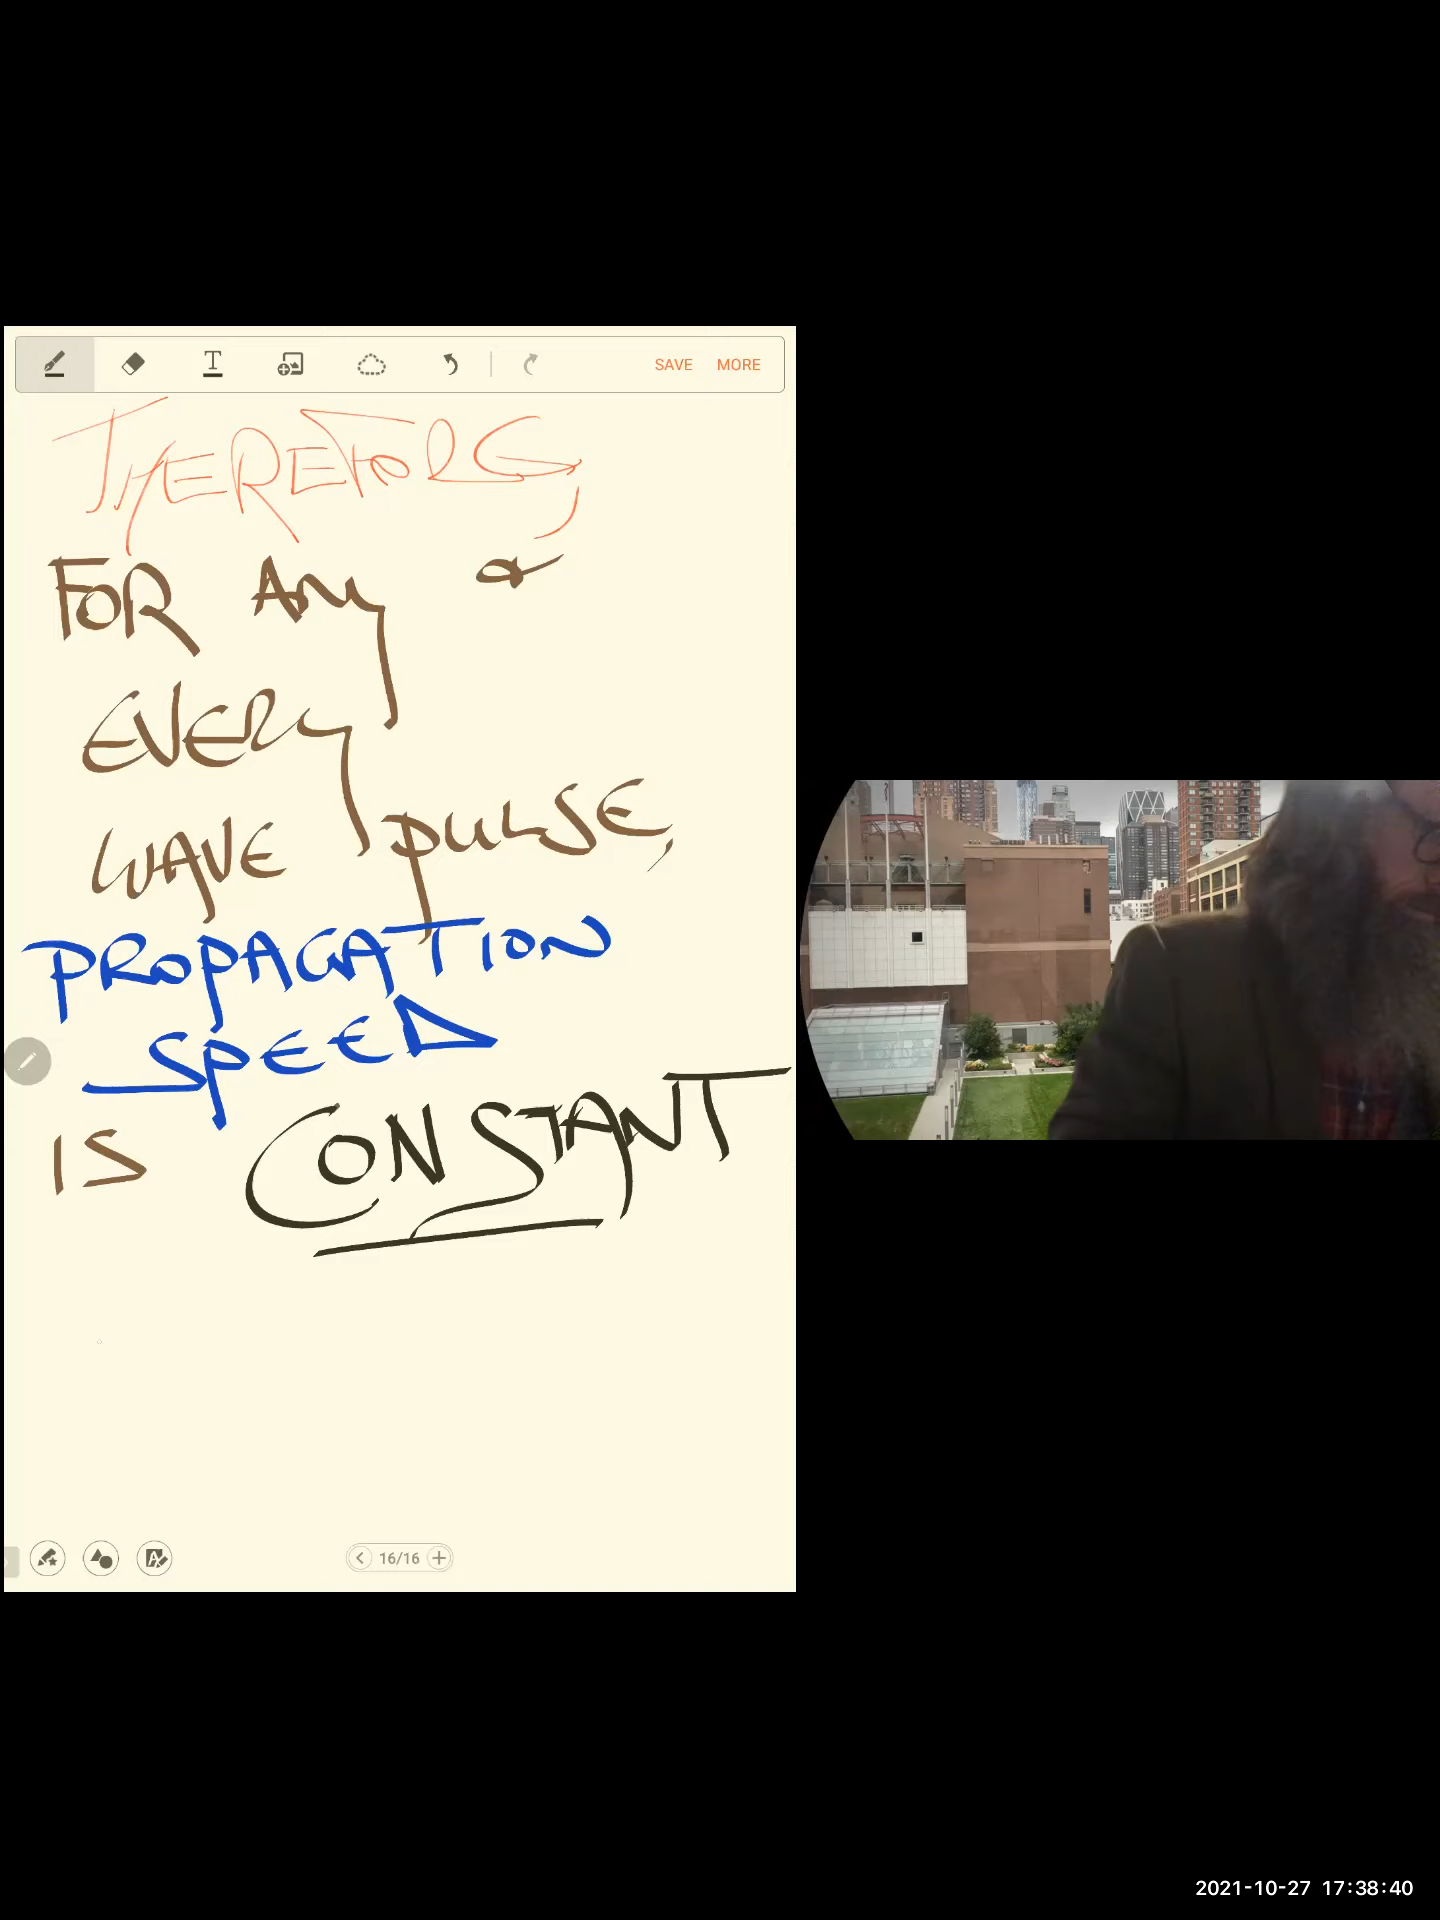 SAVE MORE
THEREFORE,
FOR ANY &
EVERY
WAVE PULSE,
PROPAGATION
SPEED
IS CONSTANT
16/16
2021-10-27 17:38:40